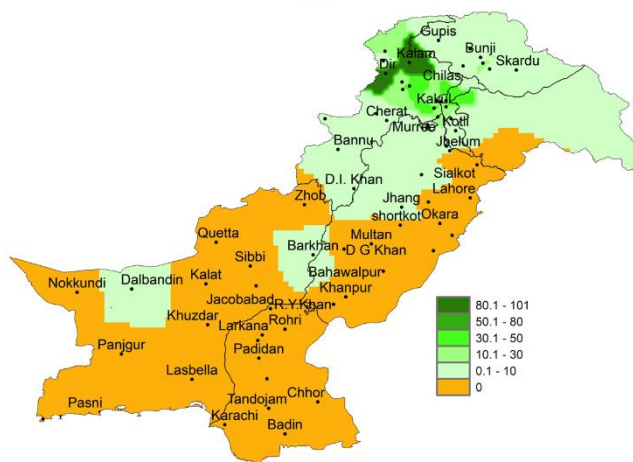 Gupis
Kalam
Bunji
Skardu
Dir
Chilas
Kakul
Cherat
Kotli
Murree
Jhelum
Bannu
Sialkot
D.I. Khan
Lahore
Zhob
Jhang
shortkot
Okara
Quetta
Multan
Barkhan
D G Khan
Sibbi
Bahawalpur
Nokkundi
Dalbandin
Kalat
Khanpur
Jacobabad
R.Y.Khan
Khuzdar
Larkana
Rohri
Panjgur
Padidan
Lasbella
Chhor
Pasni
Tandojam
Karachi
Badin
80.1 - 101
50.1 - 80
30.1 - 50
10.1 - 30
0.1 - 10
0